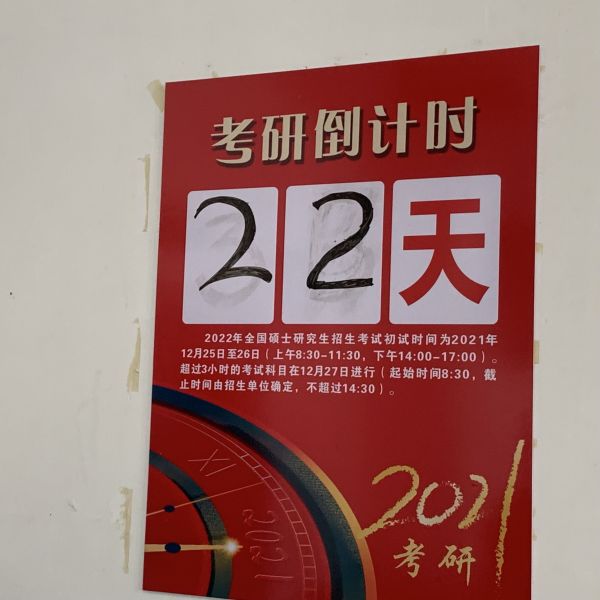 考研倒计时
22天
2022年全国硕士研究生招生考试初试时间为2021年
12月25日至26日（上午8:30-11:30，下午14:00-17:00）。
超过3小时的考试科目在12月27日进行（起始时间8:30，截
止时间由招生单位确定，不超过14:30）。
XI
2021
2021
考研